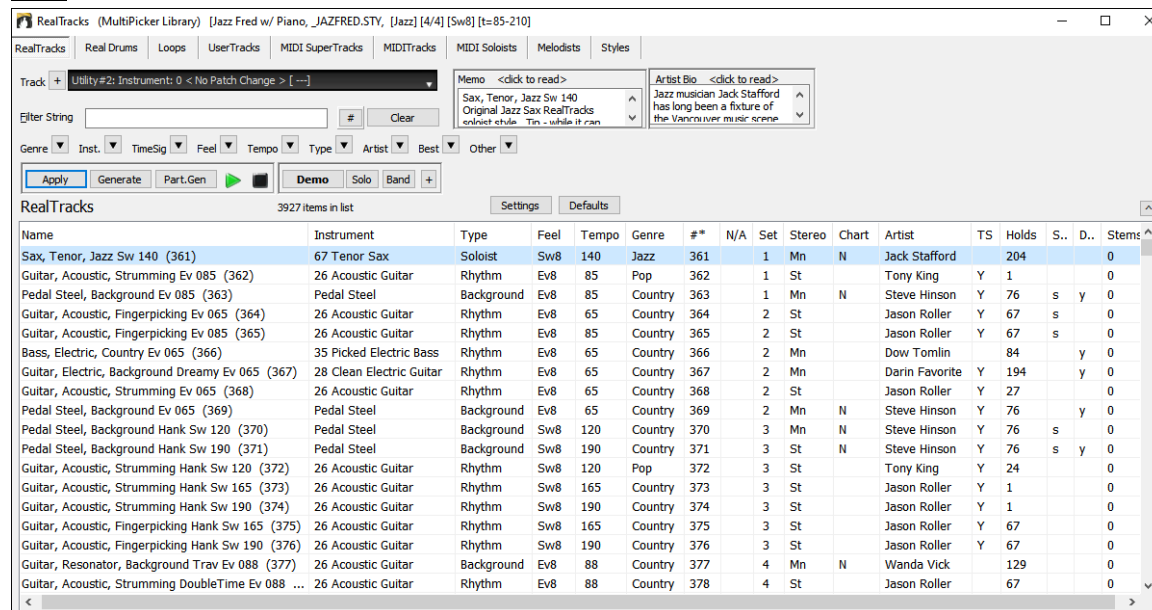 RealTracks (MultiPicker Library) [Jazz Fred w/ Piano, _JAZFRED.STY, [Jazz] [4/4] [Sw8] [t=85-210]
RealTracks Real Drums Loops UserTracks MIDI SuperTracks MIDITracks MIDI Soloists Melodists Styles
Track + Utility#2: Instrument: 0 < No Patch Change > [ ---]
Memo <click to read>
Sax, Tenor, Jazz Sw 140
Original Jazz Sax RealTracks
soloist style. Tip - while it can
Artist Bio <click to read>
Jazz musician Jack Stafford
has long been a fixture of
the Vancouver music scene
Filter String # Clear
Genre Inst. TimeSig Feel Tempo Type Artist Best Other
Apply Generate Part.Gen Demo Solo Band +
RealTracks 3927 items in list Settings Defaults
Name Instrument Type Feel Tempo Genre #* N/A Set Stereo Chart Artist TS Holds S.. D.. Stems
Sax, Tenor, Jazz Sw 140 (361) 67 Tenor Sax Soloist Sw8 140 Jazz 361 1 Mn N Jack Stafford 204 0
Guitar, Acoustic, Strumming Ev 085 (362) 26 Acoustic Guitar Rhythm Ev8 85 Pop 362 1 St Tony King Y 1 0
Pedal Steel, Background Ev 085 (363) Pedal Steel Background Ev8 85 Country 363 1 Mn N Steve Hinson Y 76 s y 0
Guitar, Acoustic, Fingerpicking Ev 065 (364) 26 Acoustic Guitar Rhythm Ev8 65 Country 364 2 St Jason Roller Y 67 s 0
Guitar, Acoustic, Fingerpicking Ev 085 (365) 26 Acoustic Guitar Rhythm Ev8 85 Country 365 2 St Jason Roller Y 67 s 0
Bass, Electric, Country Ev 065 (366) 35 Picked Electric Bass Rhythm Ev8 65 Country 366 2 Mn Dow Tomlin 84 y 0
Guitar, Electric, Background Dreamy Ev 065 (367) 28 Clean Electric Guitar Rhythm Ev8 65 Country 367 2 Mn Darin Favorite Y 194 y 0
Guitar, Acoustic, Strumming Ev 065 (368) 26 Acoustic Guitar Rhythm Ev8 65 Country 368 2 St Jason Roller Y 27 0
Pedal Steel, Background Ev 065 (369) Pedal Steel Background Ev8 65 Country 369 2 Mn N Steve Hinson Y 76 y 0
Pedal Steel, Background Hank Sw 120 (370) Pedal Steel Background Sw8 120 Country 370 3 Mn N Steve Hinson Y 76 s 0
Pedal Steel, Background Hank Sw 190 (371) Pedal Steel Background Sw8 190 Country 371 3 St N Steve Hinson Y 76 s y 0
Guitar, Acoustic, Strumming Hank Sw 120 (372) 26 Acoustic Guitar Rhythm Sw8 120 Pop 372 3 St Tony King Y 24 0
Guitar, Acoustic, Strumming Hank Sw 165 (373) 26 Acoustic Guitar Rhythm Sw8 165 Country 373 3 St Jason Roller Y 1 0
Guitar, Acoustic, Strumming Hank Sw 190 (374) 26 Acoustic Guitar Rhythm Sw8 190 Country 374 3 St Jason Roller Y 1 0
Guitar, Acoustic, Fingerpicking Hank Sw 165 (375) 26 Acoustic Guitar Rhythm Sw8 165 Country 375 3 St Jason Roller Y 67 0
Guitar, Acoustic, Fingerpicking Hank Sw 190 (376) 26 Acoustic Guitar Rhythm Sw8 190 Country 376 3 St Jason Roller Y 67 0
Guitar, Resonator, Background Trav Ev 088 (377) 26 Acoustic Guitar Background Ev8 88 Country 377 4 Mn N Wanda Vick 129 0
Guitar, Acoustic, Strumming DoubleTime Ev 088 ... 26 Acoustic Guitar Rhythm Ev8 88 Country 378 4 St Jason Roller 67 0